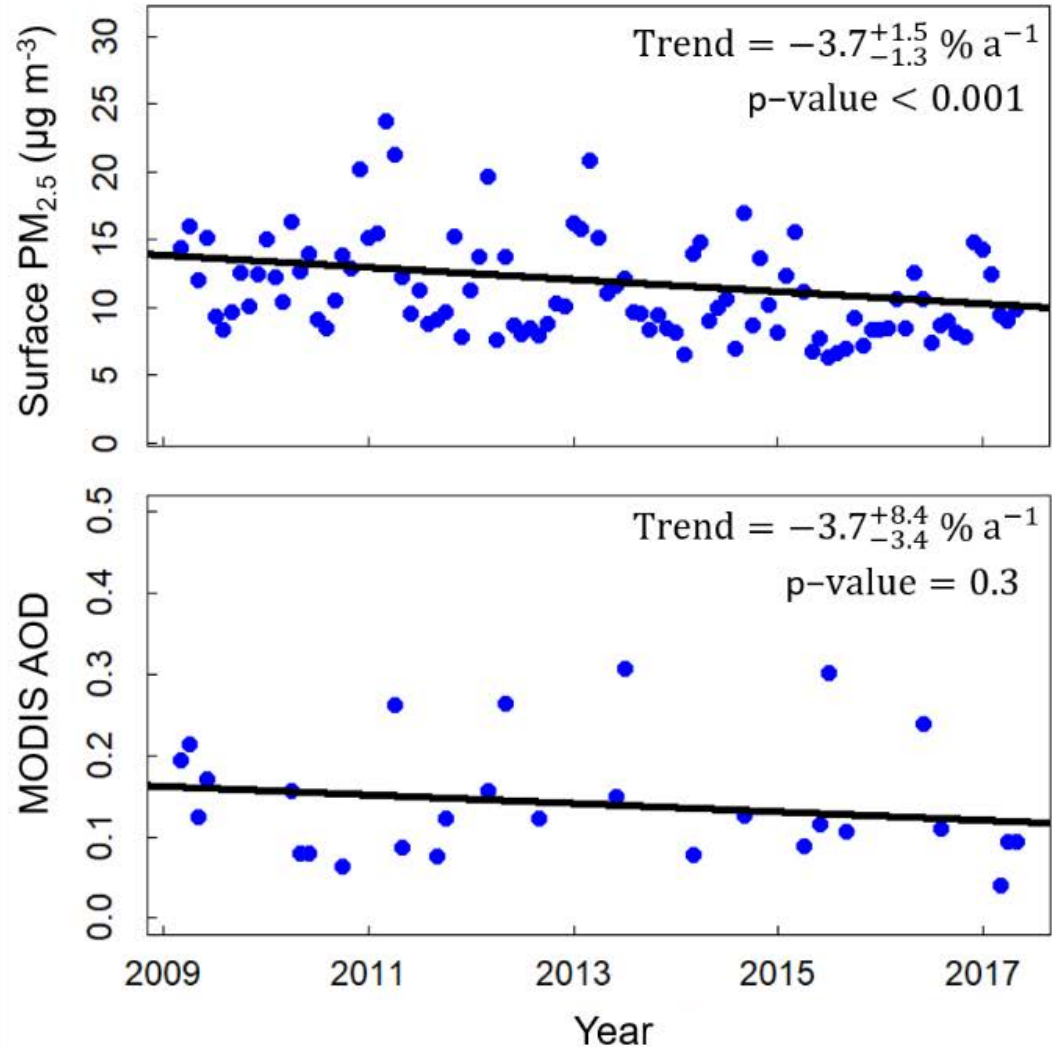 Surface PM₂.₅ (µg m⁻³)
30
25
20
15
10
5
0
Trend = −3.7 +1.5 −1.3 % a⁻¹
p−value < 0.001
MODIS AOD
0.5
0.4
0.3
0.2
0.1
0.0
Trend = −3.7 +8.4 −3.4 % a⁻¹
p−value = 0.3
2009 2011 2013 2015 2017
Year